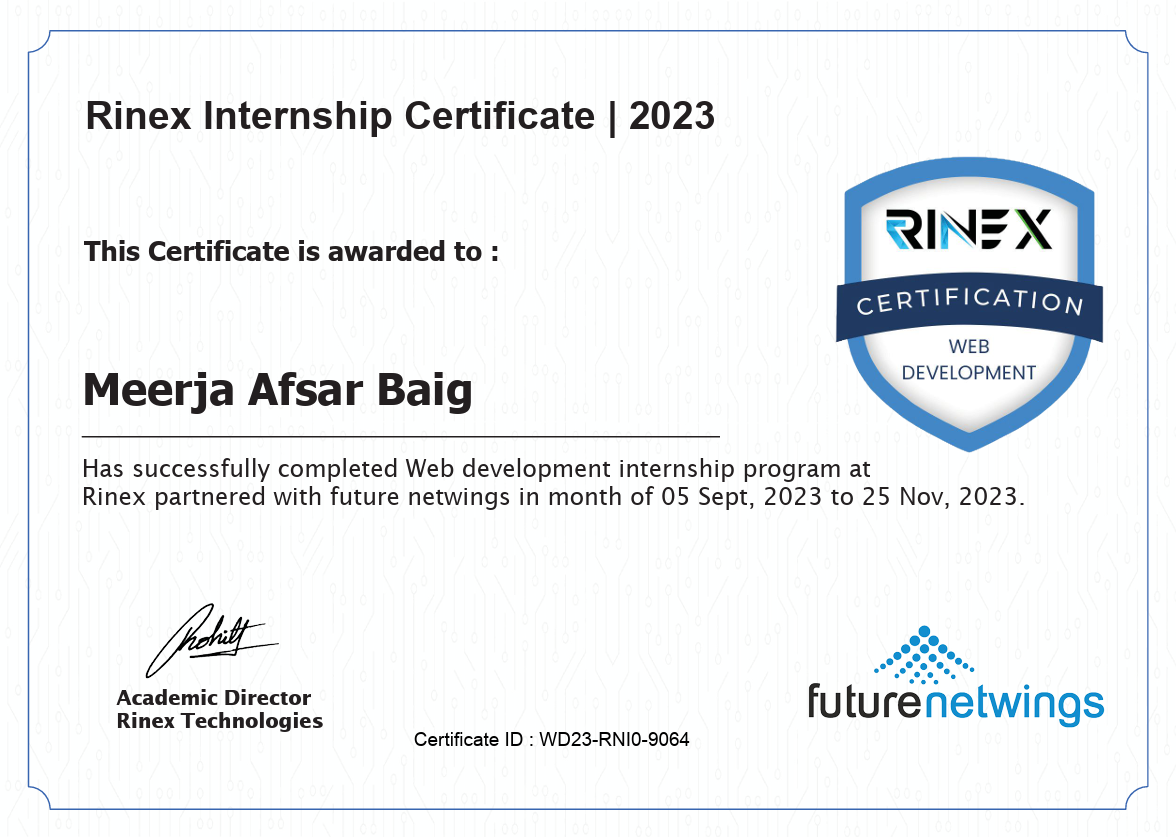 Rinex Internship Certificate | 2023
RINEX
CERTIFICATION
WEB
DEVELOPMENT
This Certificate is awarded to :
Meerja Afsar Baig
Has successfully completed Web development internship program at
Rinex partnered with future netwings in month of 05 Sept, 2023 to 25 Nov, 2023.
Academic Director
Rinex Technologies
futurenetwings
Certificate ID : WD23-RNI0-9064